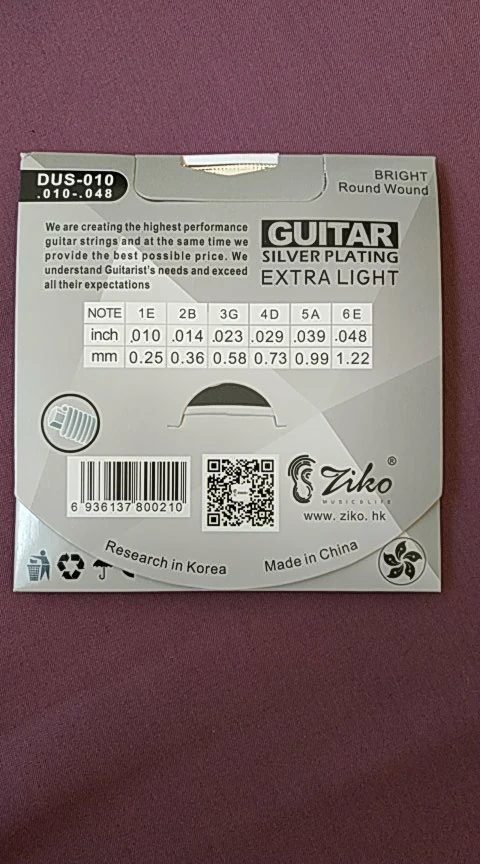 DUS-010
.010-.048
BRIGHT
Round Wound
We are creating the highest performance
guitar strings and at the same time we
provide the best possible price. We
understand Guitarist's needs and exceed
all their expectations
GUITAR
SILVER PLATING
EXTRA LIGHT
NOTE 1E 2B 3G 4D 5A 6E
inch .010 .014 .023 .029 .039 .048
mm 0.25 0.36 0.58 0.73 0.99 1.22
6 936137 800210
Ziko®
MUSIC@LIFE
www.ziko.hk
Research in Korea
Made in China